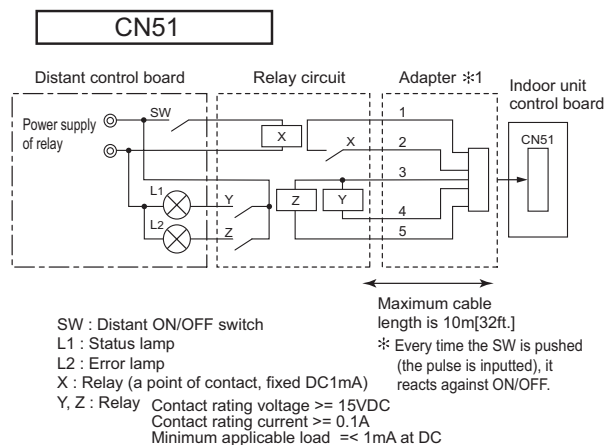 CN51
Distant control board
Relay circuit
Adapter ✻1
Indoor unit
control board
Power supply
of relay
SW
X
1
X
2
CN51
3
L1
Y
Z
Y
4
L2
Z
5
Maximum cable
length is 10m[32ft.]
✻ Every time the SW is pushed
(the pulse is inputted), it
reacts against ON/OFF.
SW : Distant ON/OFF switch
L1 : Status lamp
L2 : Error lamp
X : Relay (a point of contact, fixed DC1mA)
Y, Z : Relay Contact rating voltage >= 15VDC
Contact rating current >= 0.1A
Minimum applicable load =< 1mA at DC